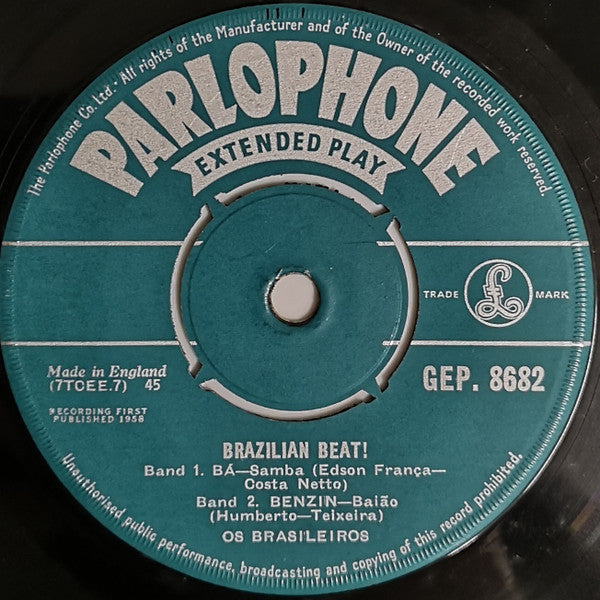 The Parlophone Co. Ltd. · All rights of the Manufacturer and of the Owner of the recorded work reserved.
PARLOPHONE
EXTENDED PLAY
TRADE £ MARK
Made in England
(7TCEE.7) 45
GEP. 8682
RECORDING FIRST
PUBLISHED 1958
BRAZILIAN BEAT!
Band 1. BÁ—Samba (Edson França—
Costa Netto)
Band 2. BENZIN—Baião
(Humberto—Teixeira)
OS BRASILEIROS
Unauthorised public performance, broadcasting and copying of this record prohibited.